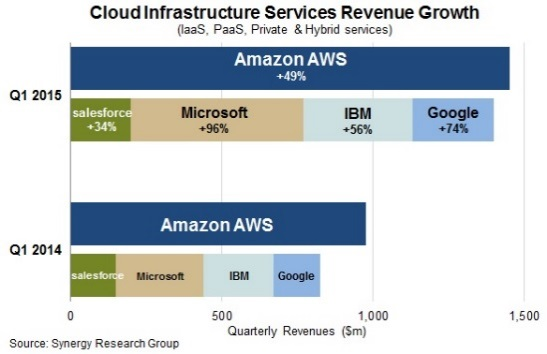 Cloud Infrastructure Services Revenue Growth
(IaaS, PaaS, Private & Hybrid services)
Amazon AWS
+49%
Q1 2015
salesforce Microsoft IBM Google
+34% +96% +56% +74%
Amazon AWS
Q1 2014
salesforce Microsoft IBM Google
0 500 1,000 1,500
Quarterly Revenues ($m)
Source: Synergy Research Group